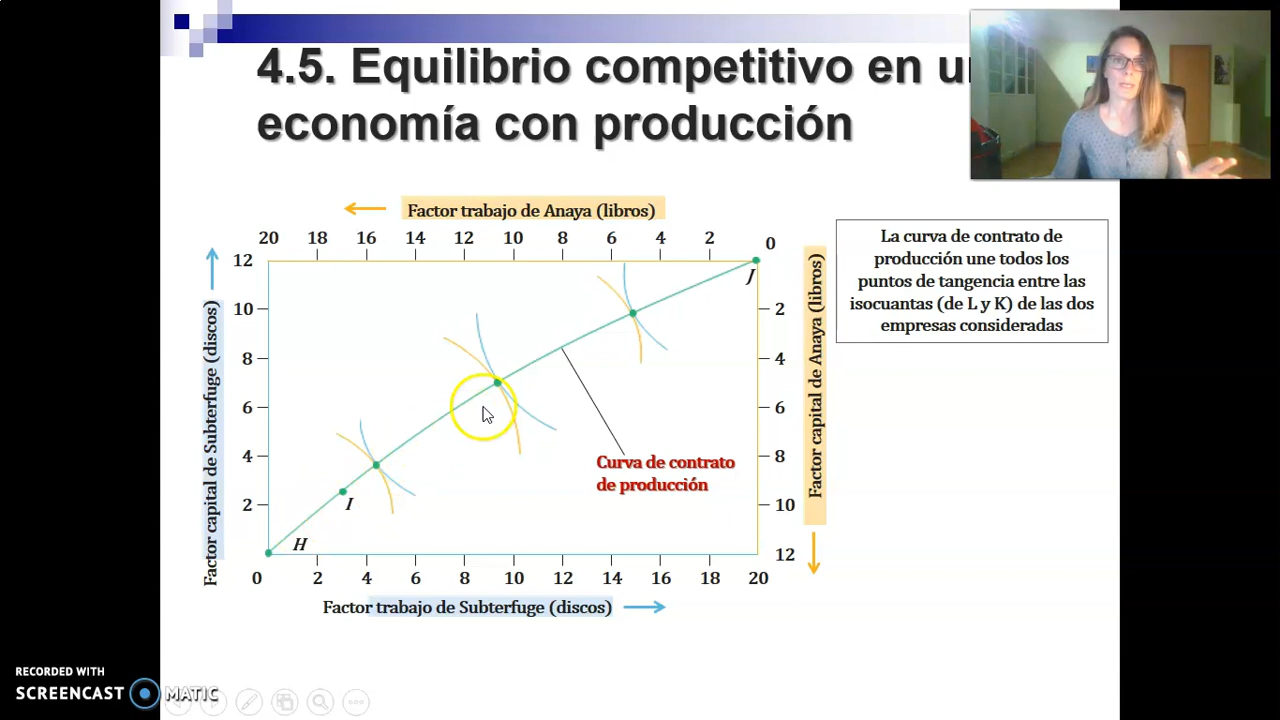 4.5. Equilibrio competitivo en
economía con producción
Factor trabajo de Anaya (libros)
20 18 16 14 12 10 8 6 4 2 0
12
10
8
6
4
2
0
Factor capital de Subterfuge (discos)
J
I
H
Curva de contrato
de producción
2
4
6
8
10
12
Factor capital de Anaya (libros)
2 4 6 8 10 12 14 16 18 20
Factor trabajo de Subterfuge (discos)
La curva de contrato de
producción une todos los
puntos de tangencia entre las
isocuantas (de L y K) de las dos
empresas consideradas
RECORDED WITH
SCREENCAST MATIC